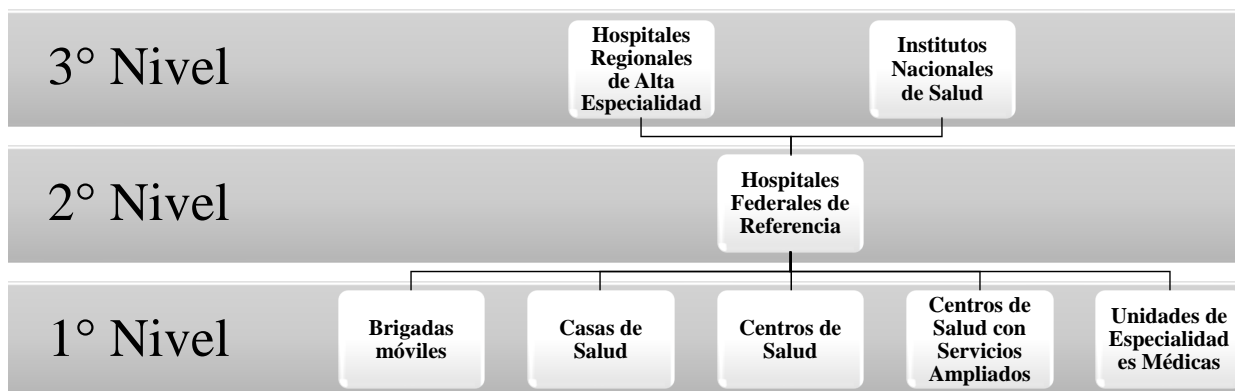 3° Nivel
Hospitales
Regionales
de Alta
Especialidad
Institutos
Nacionales
de Salud
2° Nivel
Hospitales
Federales de
Referencia
1° Nivel
Brigadas
móviles
Casas de
Salud
Centros de
Salud
Centros de
Salud con
Servicios
Ampliados
Unidades de
Especialidad
es Médicas